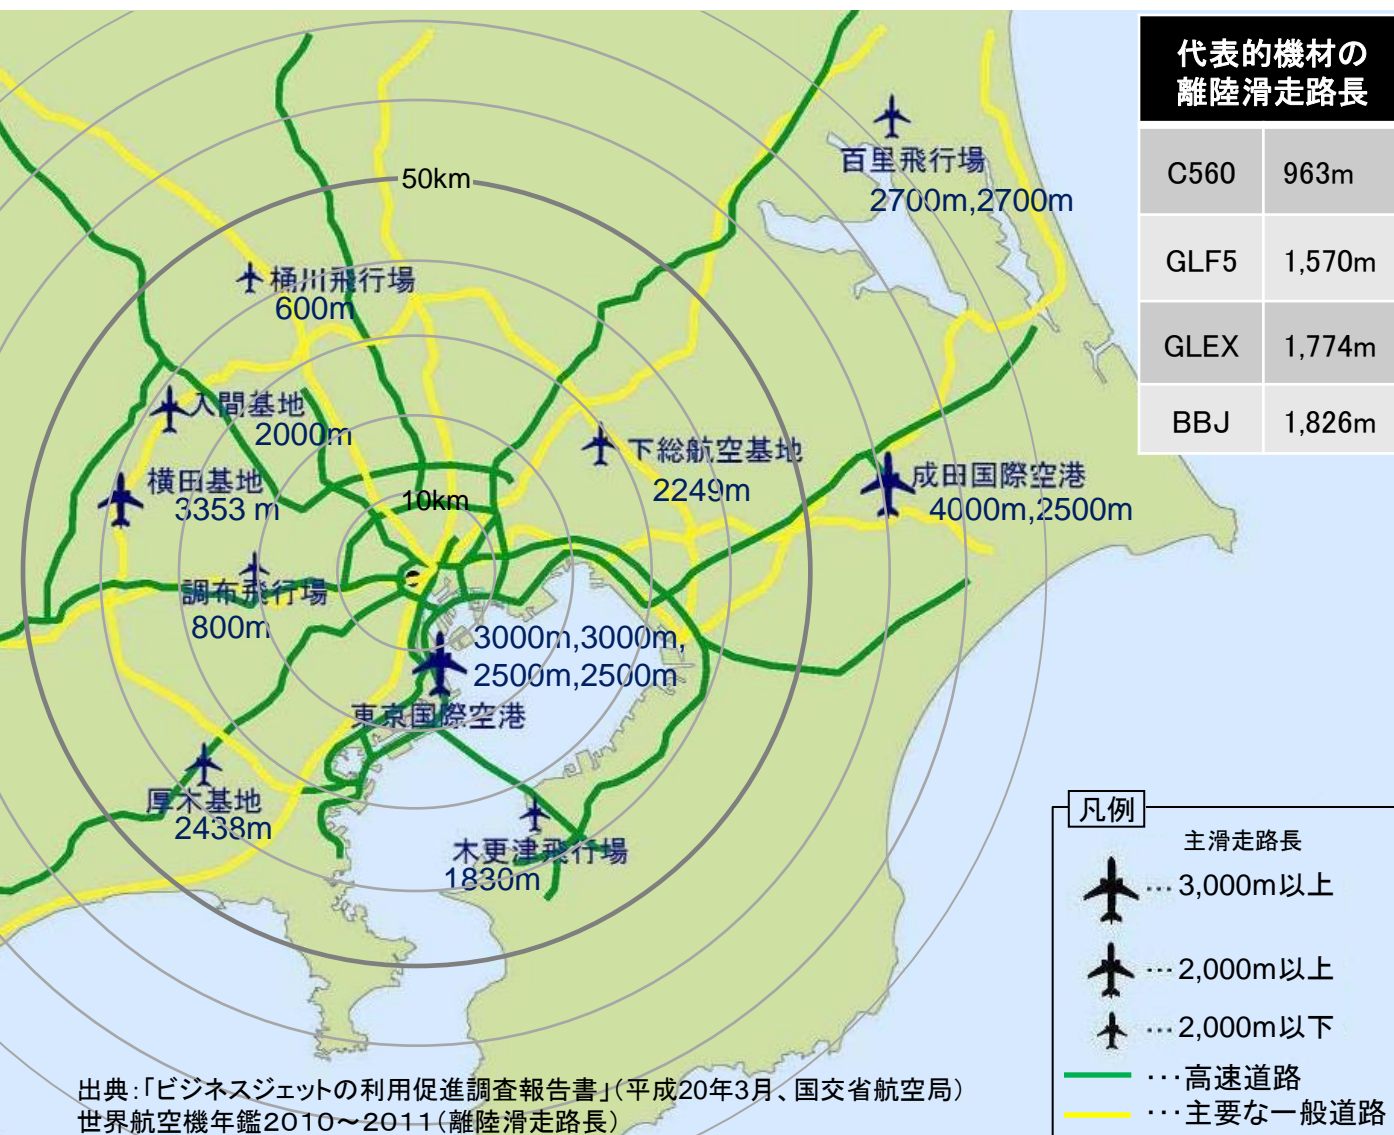 代表的機材の
離陸滑走路長
C560 963m
GLF5 1,570m
GLEX 1,774m
BBJ 1,826m
百里飛行場
2700m,2700m
50km
桶川飛行場
600m
入間基地
2000m
下総航空基地
2249m
横田基地
3353 m
10km
成田国際空港
4000m,2500m
調布飛行場
800m
3000m,3000m,
2500m,2500m
東京国際空港
厚木基地
2438m
木更津飛行場
1830m
凡例
主滑走路長
…3,000m以上
…2,000m以上
…2,000m以下
…高速道路
…主要な一般道路
出典:「ビジネスジェットの利用促進調査報告書」(平成20年3月、国交省航空局)
世界航空機年鑑2010~2011(離陸滑走路長)